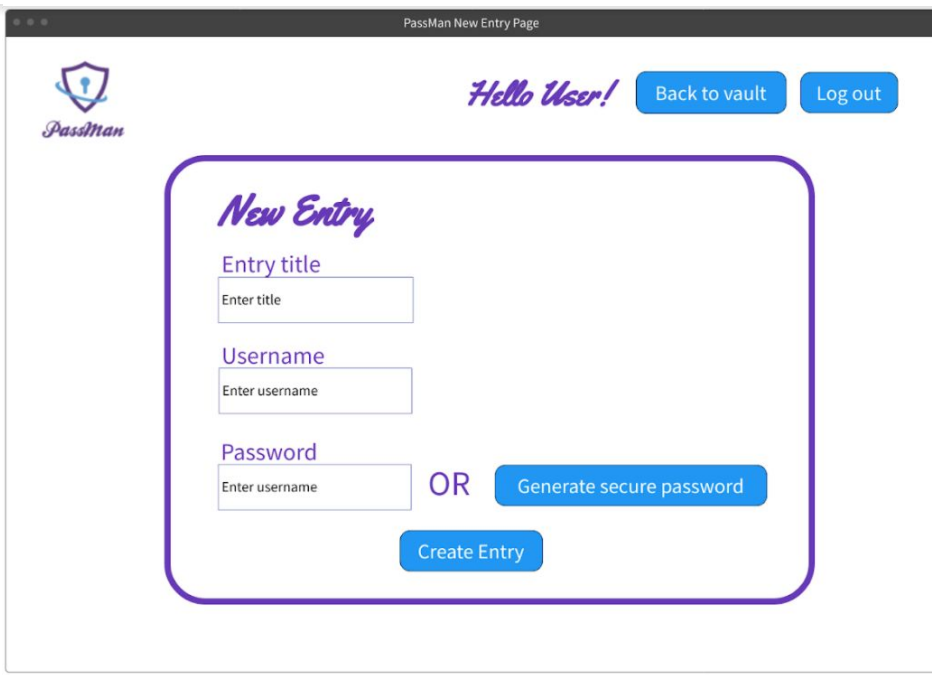 PassMan New Entry Page
PassMan
Hello User!
Back to vault
Log out
New Entry
Entry title
Enter title
Username
Enter username
Password
Enter username
OR
Generate secure password
Create Entry